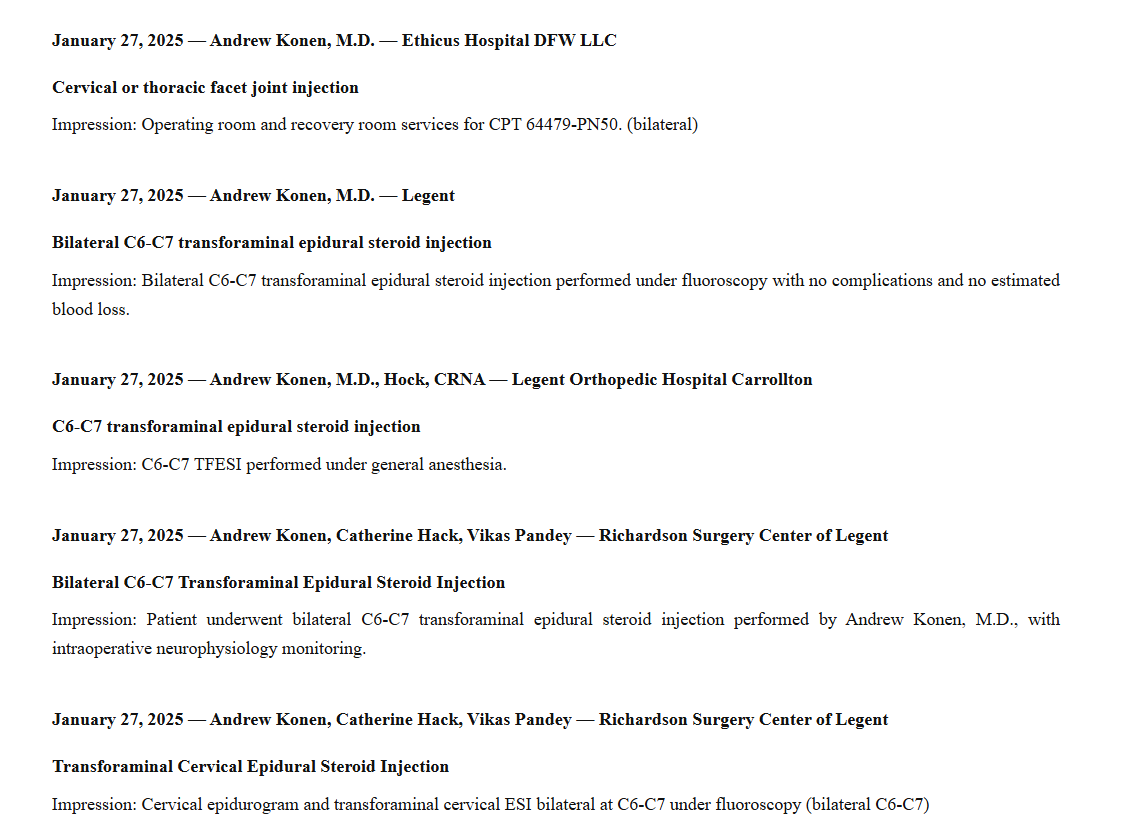 January 27, 2025 — Andrew Konen, M.D. — Ethicus Hospital DFW LLC
Cervical or thoracic facet joint injection
Impression: Operating room and recovery room services for CPT 64479-PN50. (bilateral)
January 27, 2025 — Andrew Konen, M.D. — Legent
Bilateral C6-C7 transforaminal epidural steroid injection
Impression: Bilateral C6-C7 transforaminal epidural steroid injection performed under fluoroscopy with no complications and no estimated
blood loss.
January 27, 2025 — Andrew Konen, M.D., Hock, CRNA — Legent Orthopedic Hospital Carrollton
C6-C7 transforaminal epidural steroid injection
Impression: C6-C7 TFESI performed under general anesthesia.
January 27, 2025 — Andrew Konen, Catherine Hack, Vikas Pandey — Richardson Surgery Center of Legent
Bilateral C6-C7 Transforaminal Epidural Steroid Injection
Impression: Patient underwent bilateral C6-C7 transforaminal epidural steroid injection performed by Andrew Konen, M.D., with
intraoperative neurophysiology monitoring.
January 27, 2025 — Andrew Konen, Catherine Hack, Vikas Pandey — Richardson Surgery Center of Legent
Transforaminal Cervical Epidural Steroid Injection
Impression: Cervical epidurogram and transforaminal cervical ESI bilateral at C6-C7 under fluoroscopy (bilateral C6-C7)